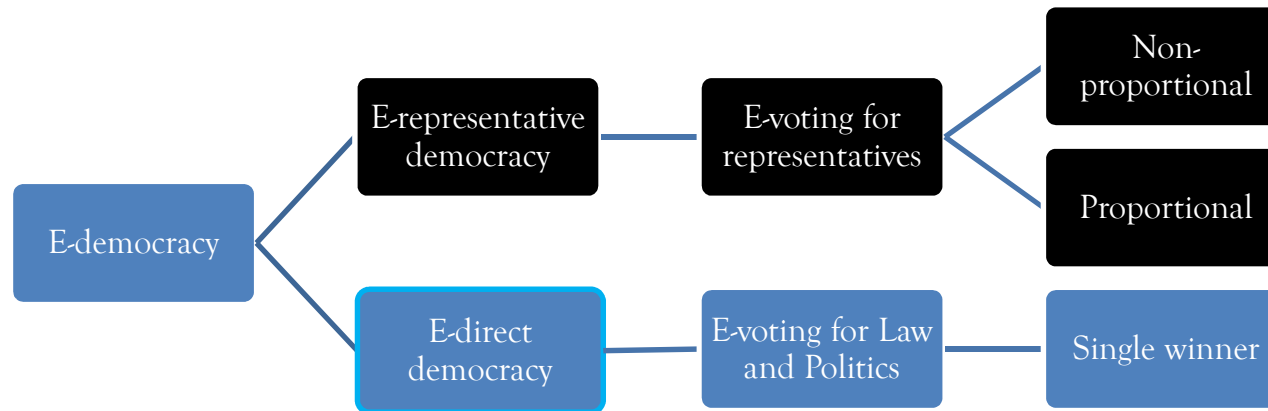 E-democracy
E-representative
democracy
E-voting for
representatives
Non-
proportional
Proportional
E-direct
democracy
E-voting for Law
and Politics
Single winner